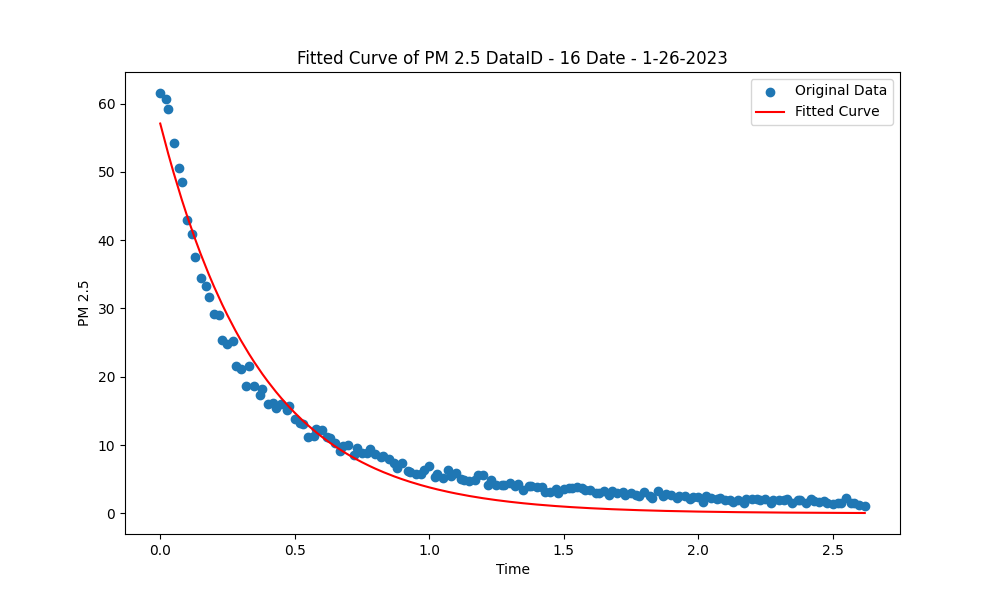 Fitted Curve of PM 2.5 DataID - 16 Date - 1-26-2023
Original Data
Fitted Curve
PM 2.5
60
50
40
30
20
10
0
0.0 0.5 1.0 1.5 2.0 2.5
Time